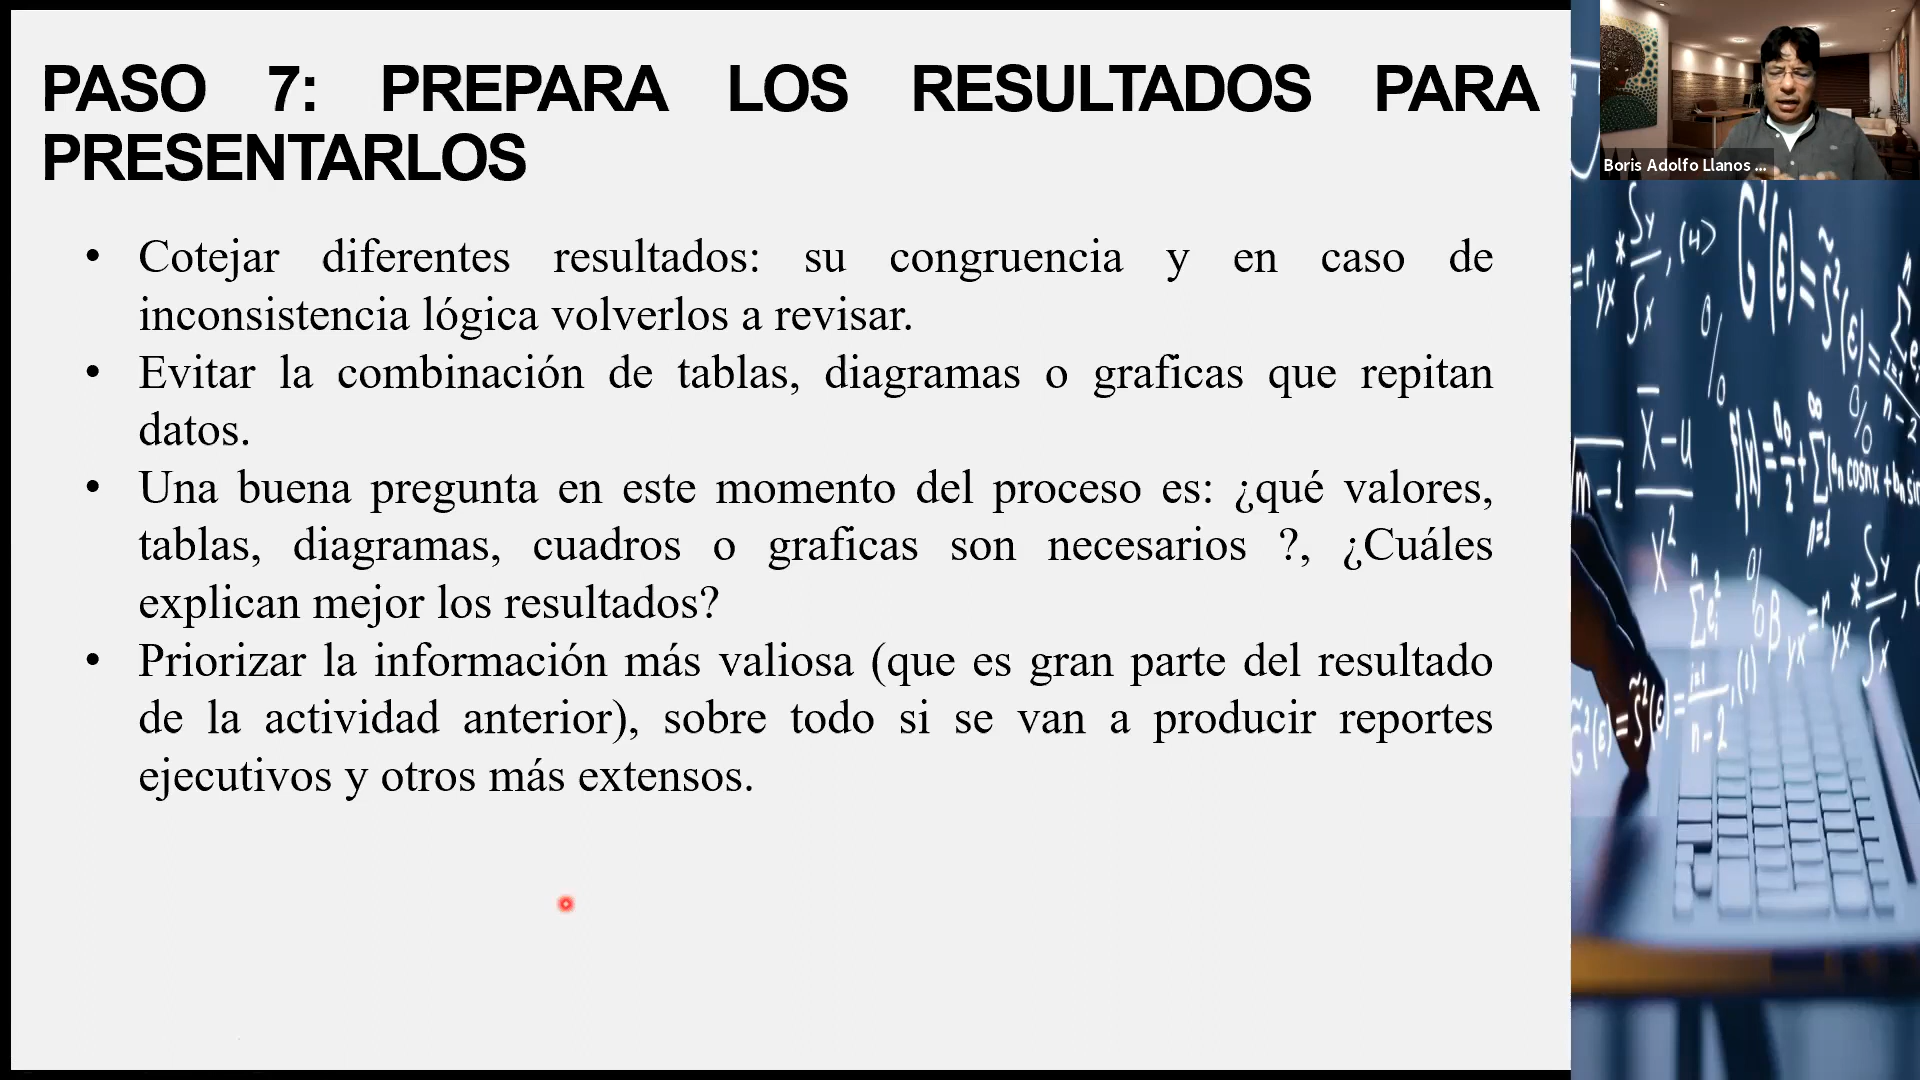 PASO 7: PREPARA LOS RESULTADOS PARA
PRESENTARLOS
• Cotejar diferentes resultados: su congruencia y en caso de
inconsistencia lógica volverlos a revisar.
• Evitar la combinación de tablas, diagramas o graficas que repitan
datos.
• Una buena pregunta en este momento del proceso es: ¿qué valores,
tablas, diagramas, cuadros o graficas son necesarios ?, ¿Cuáles
explican mejor los resultados?
• Priorizar la información más valiosa (que es gran parte del resultado
de la actividad anterior), sobre todo si se van a producir reportes
ejecutivos y otros más extensos.
Boris Adolfo Llanos ...